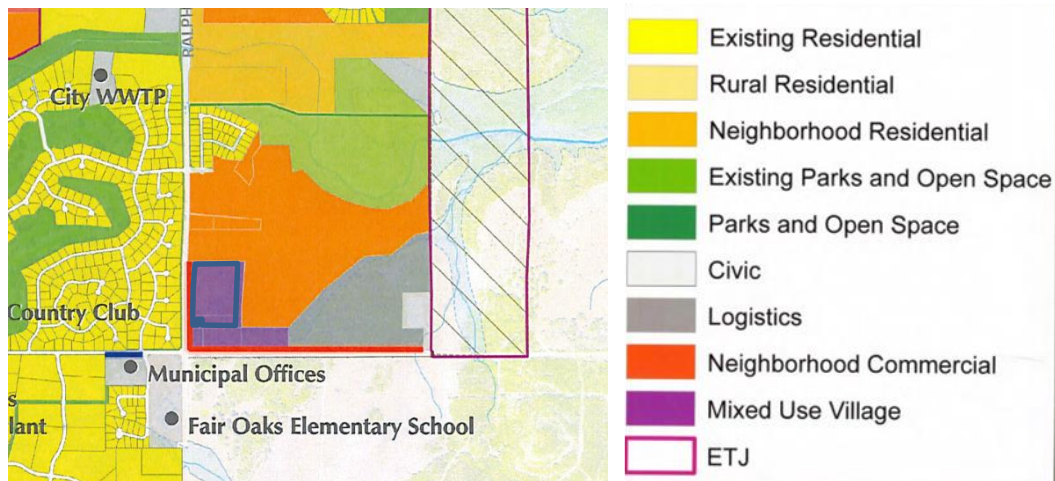 RALPH
City WWTP
Country Club
Municipal Offices
s
lant
Fair Oaks Elementary School
Existing Residential
Rural Residential
Neighborhood Residential
Existing Parks and Open Space
Parks and Open Space
Civic
Logistics
Neighborhood Commercial
Mixed Use Village
ETJ